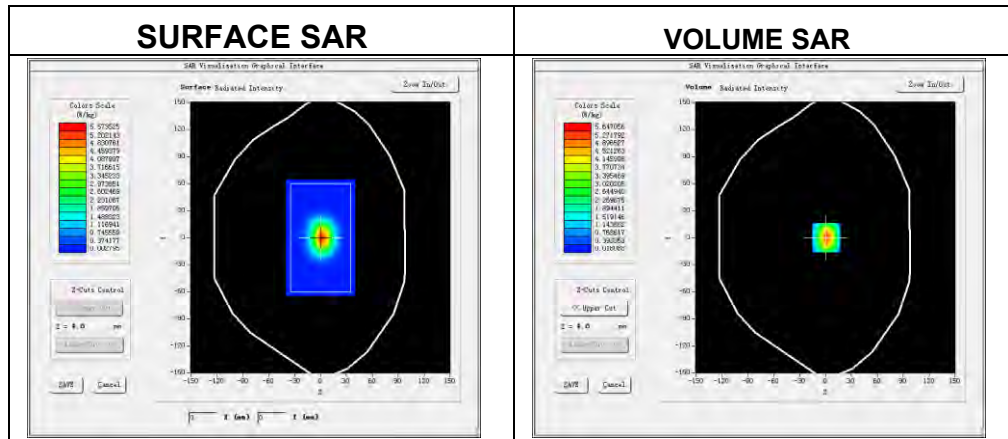 SURFACE SAR
SAR Visualisation Graphical Interface
Surface Radiated Intensity
Zoom In/Out
Colors Scale
(W/kg)
5.573525
5.202143
4.830761
4.459379
4.087997
3.716615
3.345233
2.973851
2.602469
2.231087
1.859705
1.488323
1.116941
0.745559
0.374177
0.002795
150
120
90
60
30
0
-30
-60
-90
-120
-150
Z-Cuts Control
Z = 4.0 mm
SAVE
Cancel
-150 -120 -90 -60 -30 0 30 60 90 120 150
X
X (mm)
Y (mm)
VOLUME SAR
SAR Visualisation Graphical Interface
Volume Radiated Intensity
Zoom In/Out
Colors Scale
(W/kg)
5.647056
5.271792
4.896527
4.521263
4.145998
3.770734
3.395469
3.020205
2.644940
2.269675
1.894411
1.519146
1.143882
0.768617
0.393353
0.018088
150
120
90
60
30
0
-30
-60
-90
-120
-150
Z-Cuts Control
<< Upper Cut
Z = 4.0 mm
SAVE
Cancel
-150 -120 -90 -60 -30 0 30 60 90 120 150
X